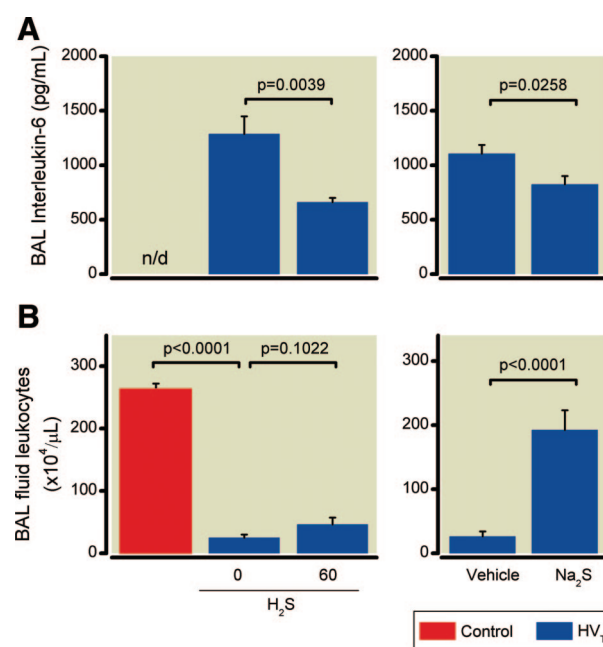 A
BAL Interleukin-6 (pg/mL)
2000
1500
1000
500
0
n/d
p=0.0039
2000
1500
1000
500
0
p=0.0258
B
BAL fluid leukocytes
(x10⁴/μL)
300
200
100
0
p<0.0001
p=0.1022
0
60
H₂S
300
200
100
0
p<0.0001
Vehicle
Na₂S
Control